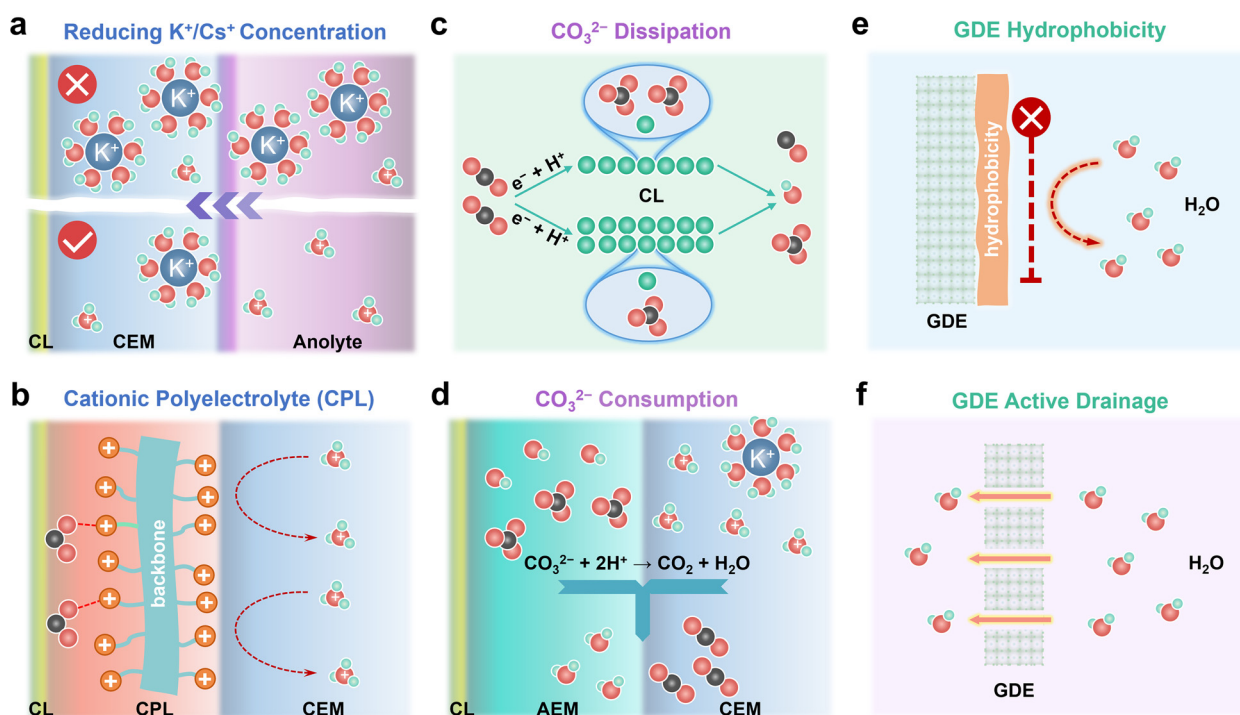 a
Reducing K⁺/Cs⁺ Concentration
K⁺
K⁺
K⁺
K⁺
+
+
K⁺
+
+
+
+
CL
CEM
Anolyte
b
Cationic Polyelectrolyte (CPL)
+
+
+
+
+
+
+
+
+
+
+
+
+
+
backbone
+
+
+
+
CL
CPL
CEM
c
CO₃²⁻ Dissipation
e⁻ + H⁺
e⁻ + H⁺
CL
d
CO₃²⁻ Consumption
K⁺
+
+
+
+
CO₃²⁻ + 2H⁺ → CO₂ + H₂O
CL
AEM
CEM
e
GDE Hydrophobicity
hydrophobicity
H₂O
GDE
f
GDE Active Drainage
H₂O
GDE